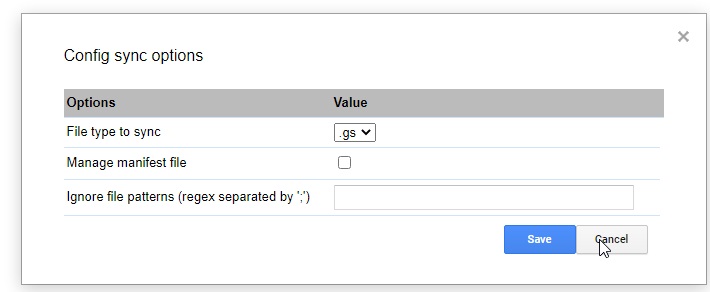 Config sync options
Options Value
File type to sync .gs
Manage manifest file
Ignore file patterns (regex separated by ';')
Save Cancel